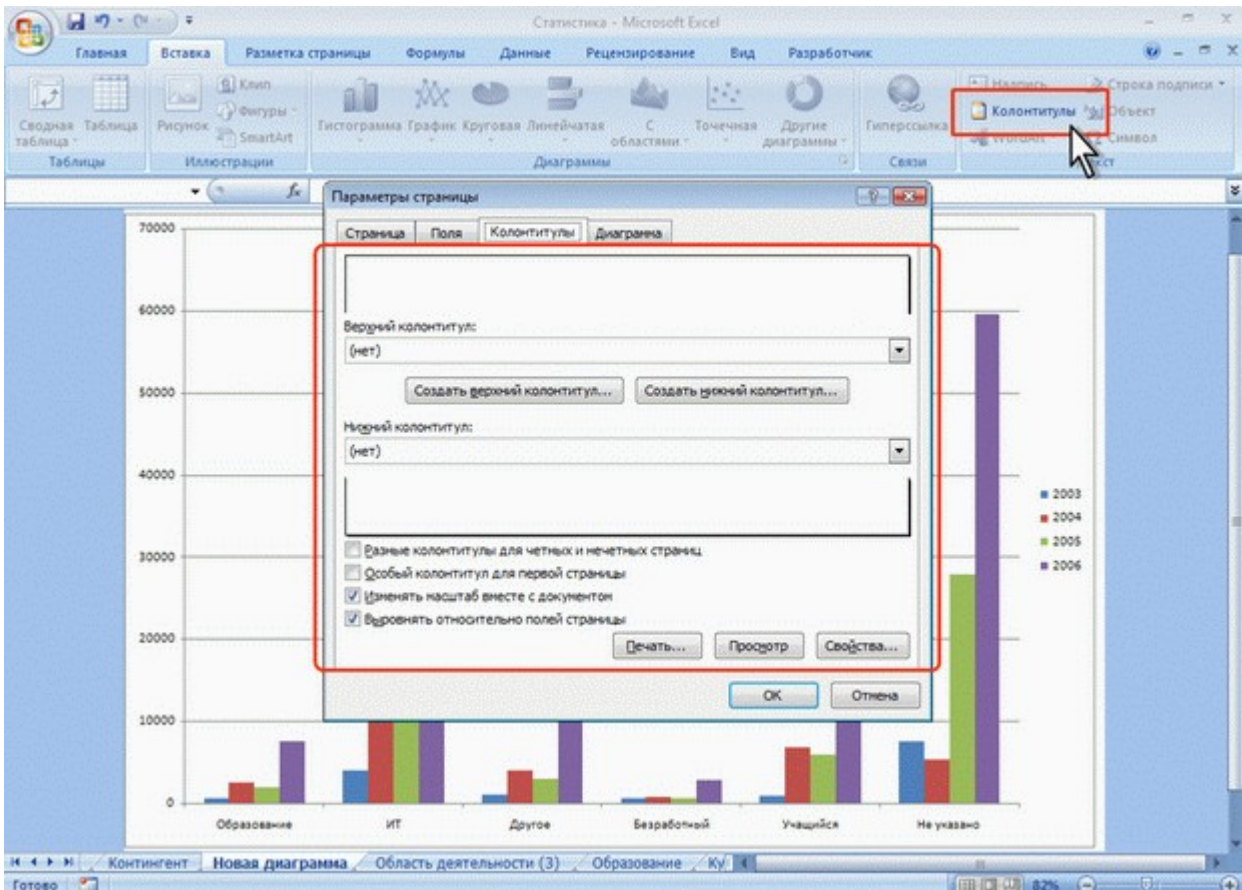 Статистика - Microsoft Excel
Главная Вставка Разметка страницы Формулы Данные Рецензирование Вид Разработчик
Сводная таблица Таблица Рисунок Клип Фигуры SmartArt Гистограмма График Круговая Линейчатая С областями Точечная Другие диаграммы Гиперссылка Надпись Колонтитулы WordArt Строка подписи Объект Символ
Таблицы Иллюстрации Диаграммы Связи
fx
Параметры страницы
Страница Поля Колонтитулы Диаграмма
Верхний колонтитул:
(нет)
Создать верхний колонтитул... Создать нижний колонтитул...
Нижний колонтитул:
(нет)
Разные колонтитулы для четных и нечетных страниц
Особый колонтитул для первой страницы
Изменять масштаб вместе с документом
Выровнять относительно полей страницы
Печать... Просмотр Свойства...
OK Отмена
70000
60000
50000
40000
30000
20000
10000
0
2003
2004
2005
2006
Образование ИТ Другое Безработный Учащийся Не указано
Контингент Новая диаграмма Область деятельности (3) Образование Ку
Готово 82%